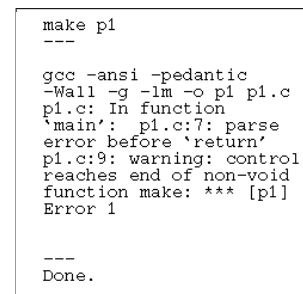 make p1
---
gcc -ansi -pedantic
-Wall -g -lm -o p1 p1.c
p1.c: In function
`main':  p1.c:7: parse
error before `return'
p1.c:9: warning: control
reaches end of non-void
function make: *** [p1]
Error 1
---
Done.